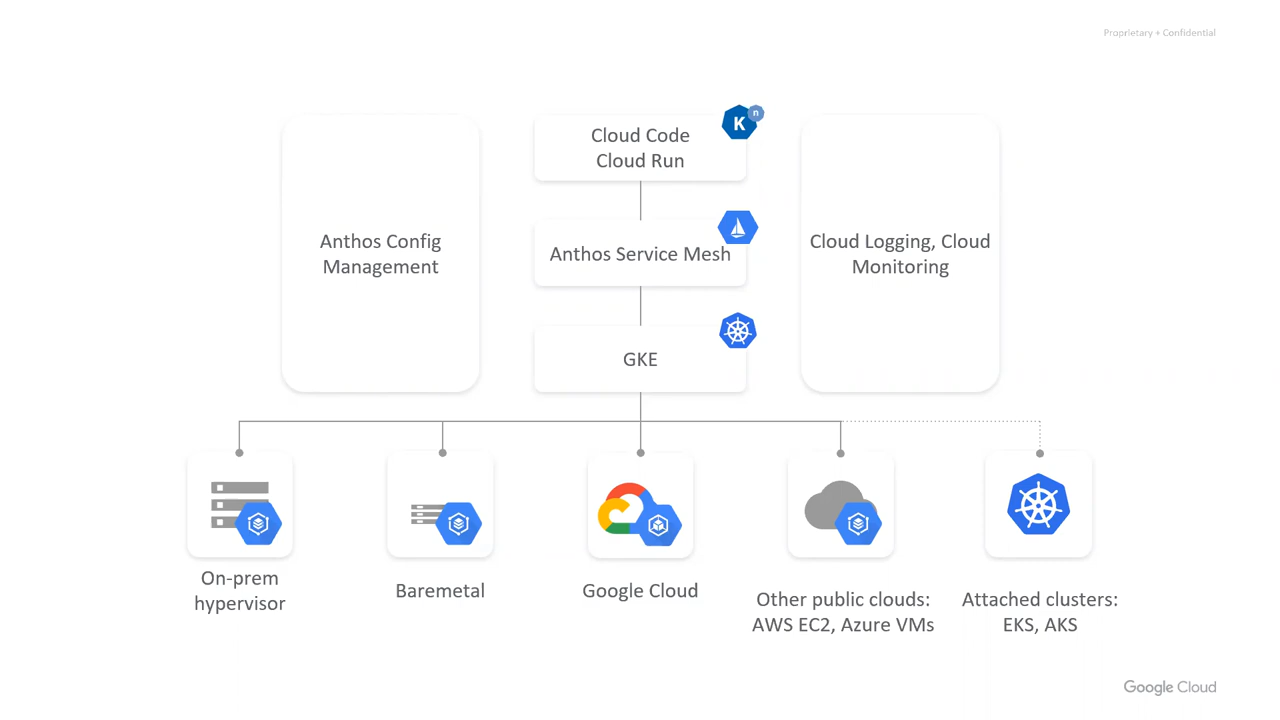 Proprietary + Confidential
Cloud Code
Cloud Run
K
n
Anthos Config
Management
Anthos Service Mesh
Cloud Logging, Cloud
Monitoring
GKE
On-prem
hypervisor
Baremetal
Google Cloud
Other public clouds:
AWS EC2, Azure VMs
Attached clusters:
EKS, AKS
Google Cloud